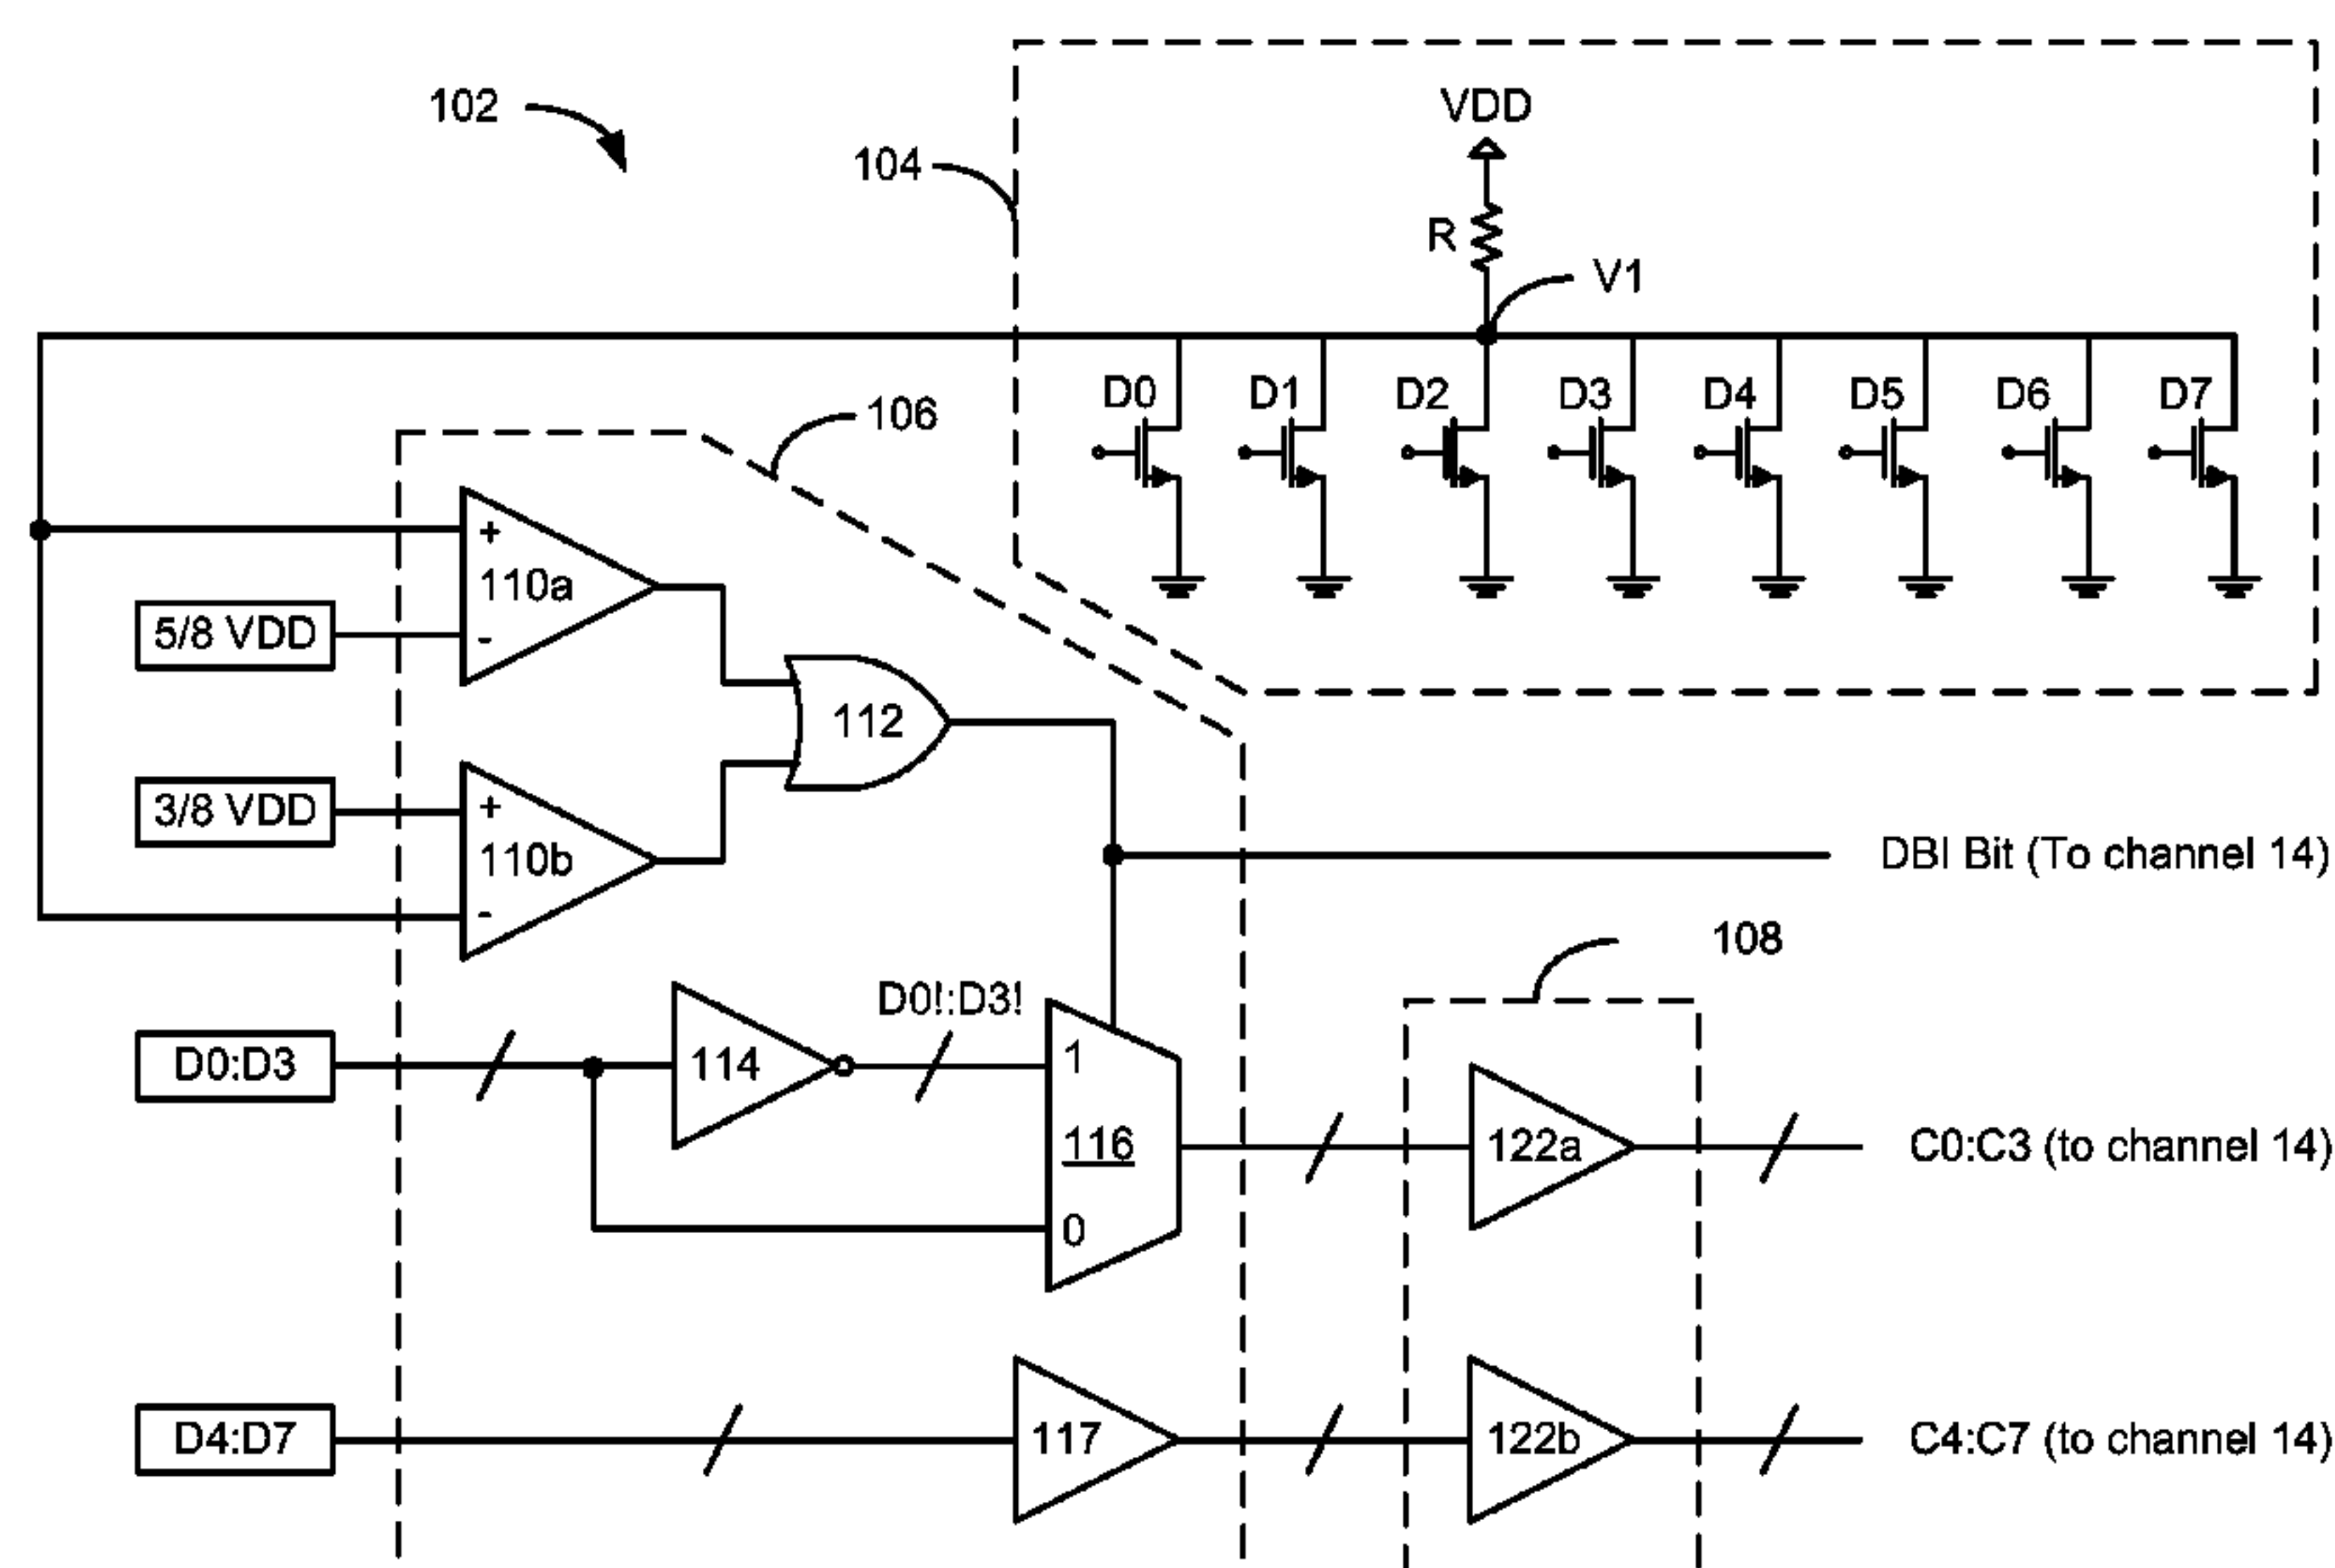 102
VDD
104
R
V1
D0 D1 D2 D3 D4 D5 D6 D7
106
+
110a
5/8 VDD
-
112
3/8 VDD
+
110b
DBI Bit (To channel 14)
-
108
D0!:D3!
D0:D3
114
1
116
122a
C0:C3 (to channel 14)
0
D4:D7
117
122b
C4:C7 (to channel 14)